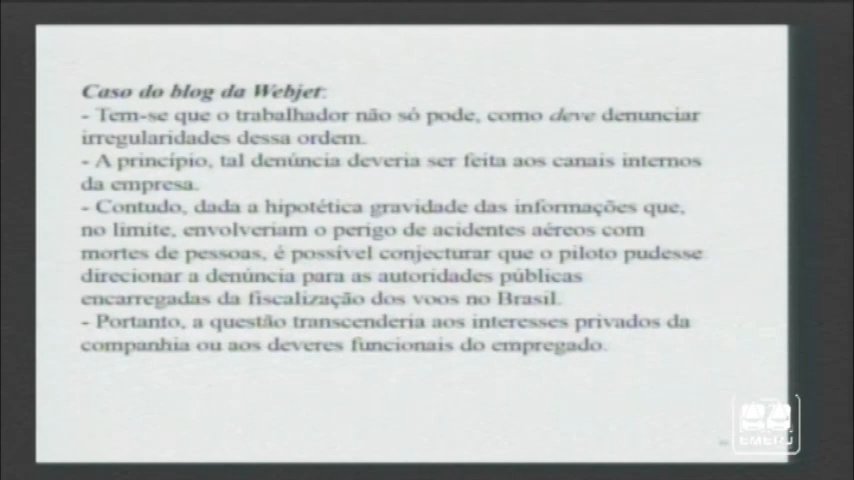 Caso do blog da Webjet:
- Tem-se que o trabalhador não só pode, como deve denunciar
irregularidades dessa ordem.
- A princípio, tal denúncia deveria ser feita aos canais internos
da empresa.
- Contudo, dada a hipotética gravidade das informações que,
no limite, envolveriam o perigo de acidentes aéreos com
mortes de pessoas, é possível conjecturar que o piloto pudesse
direcionar a denúncia para as autoridades públicas
encarregadas da fiscalização dos voos no Brasil.
- Portanto, a questão transcenderia aos interesses privados da
companhia ou aos deveres funcionais do empregado.
EMERJ